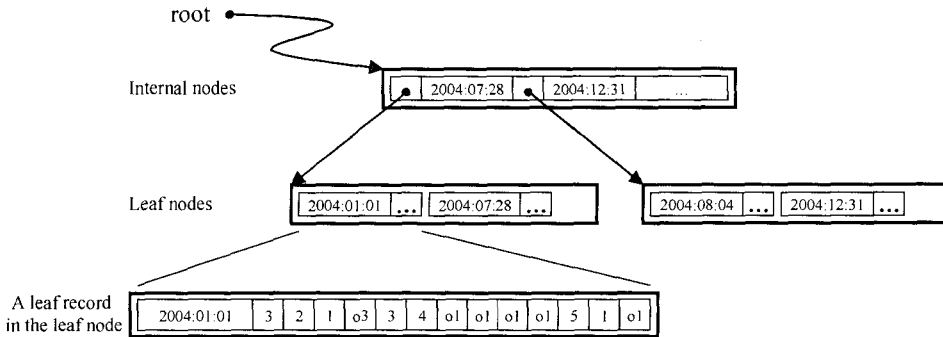 root
Internal nodes
2004:07:28 2004:12:31 ...
Leaf nodes
2004:01:01 ... 2004:07:28 ...
2004:08:04 ... 2004:12:31 ...
A leaf record
in the leaf node
2004:01:01 3 2 1 o3 3 4 o1 o1 o1 o1 5 1 o1